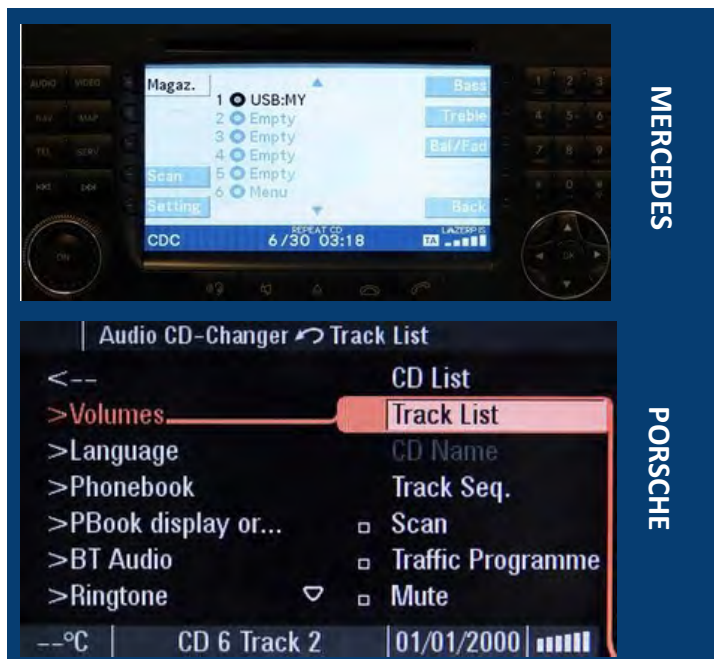 AUDIO VIDEO
NAV MAP
TEL SERV
ON
Magaz.
1 USB:MY
2 Empty
3 Empty
4 Empty
5 Empty
6 Menu
Scan
Setting
Bass
Treble
Bal/Fad
Back
REPEAT CD
CDC 6/30 03:18 TA
1 2 3
4 5 6
7 8 9
* 0 #
OK
MERCEDES
Audio CD-Changer Track List
<--
>Volumes
>Language
>Phonebook
>PBook display or...
>BT Audio
>Ringtone
CD List
Track List
CD Name
Track Seq.
Scan
Traffic Programme
Mute
--°C CD 6 Track 2 01/01/2000
PORSCHE